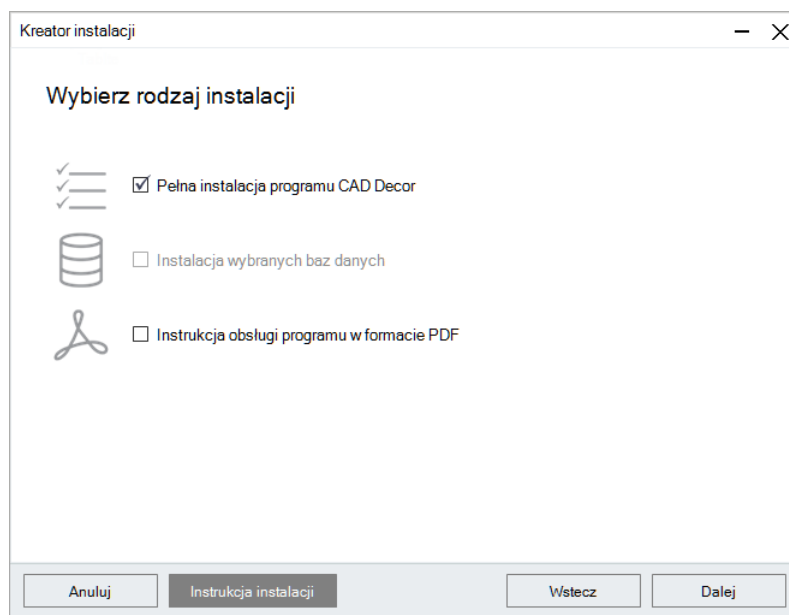 Kreator instalacji
Wybierz rodzaj instalacji
Pełna instalacja programu CAD Decor
Instalacja wybranych baz danych
Instrukcja obsługi programu w formacie PDF
Anuluj
Instrukcja instalacji
Wstecz
Dalej